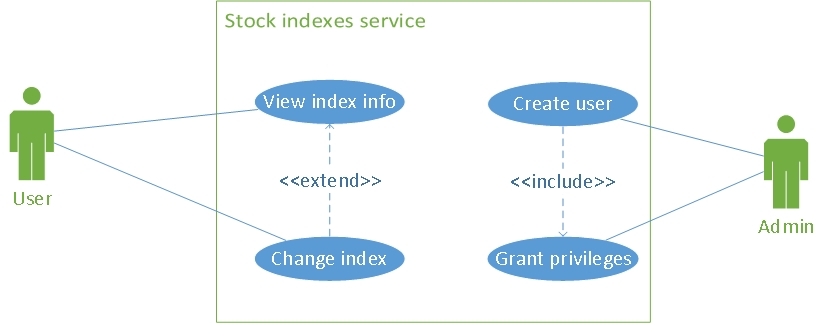 Stock indexes service
View index info
Create user
User
<<extend>>
<<include>>
Admin
Change index
Grant privileges